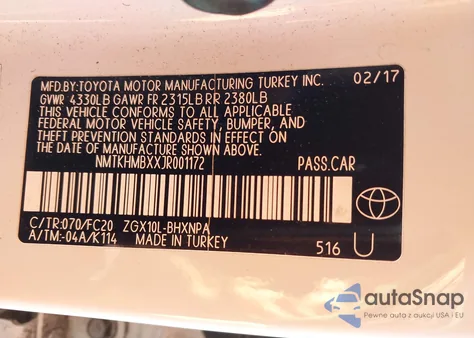 MFD.BY:TOYOTA MOTOR MANUFACTURING TURKEY INC. 02/17
GVWR 4330LB GAWR FR 2315LB RR 2380LB
THIS VEHICLE CONFORMS TO ALL APPLICABLE
FEDERAL MOTOR VEHICLE SAFETY, BUMPER, AND
THEFT PREVENTION STANDARDS IN EFFECT ON
THE DATE OF MANUFACTURE SHOWN ABOVE.
NMTKHMBXXJR001172 PASS.CAR
C/TR:070/FC20 ZGX10L-BHXNPA
A/TM:-04A/K114 MADE IN TURKEY
516 U
autoSnap
Pewne auta z aukcji USA i EU